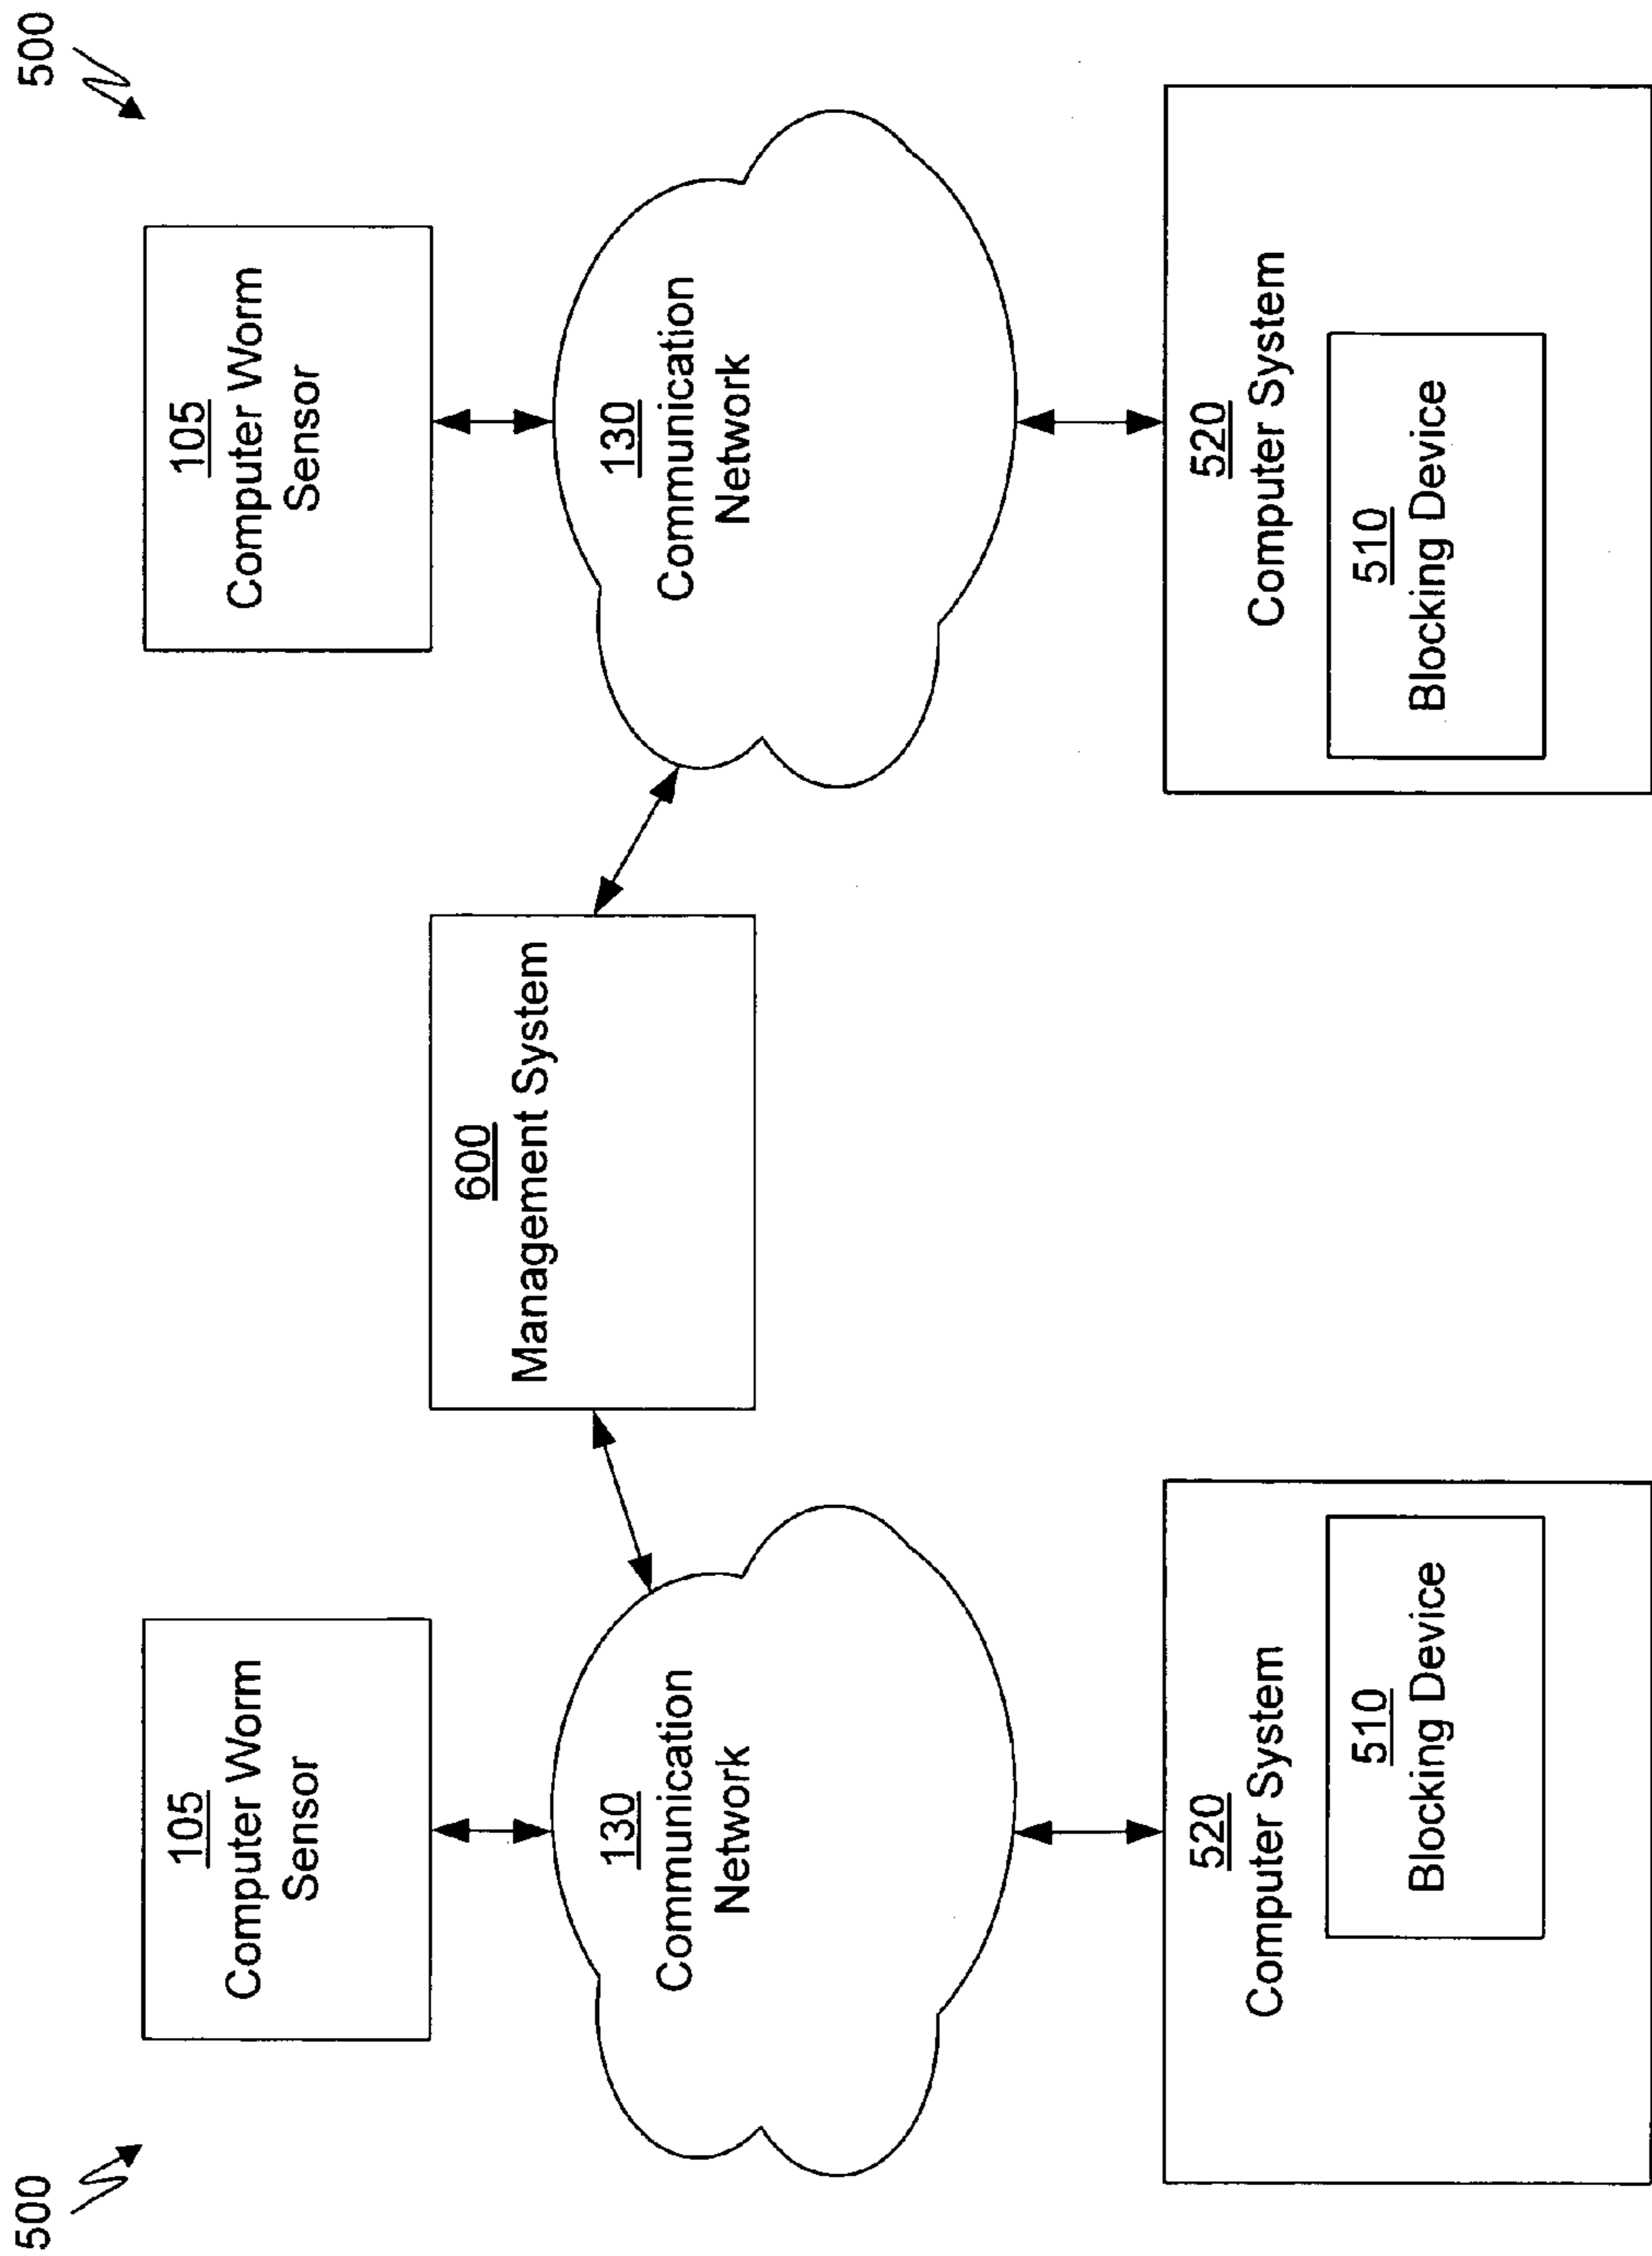 500
105
Computer Worm
Sensor
130
Communication
Network
520
Computer System
510
Blocking Device
600
Management System
500
105
Computer Worm
Sensor
130
Communication
Network
520
Computer System
510
Blocking Device